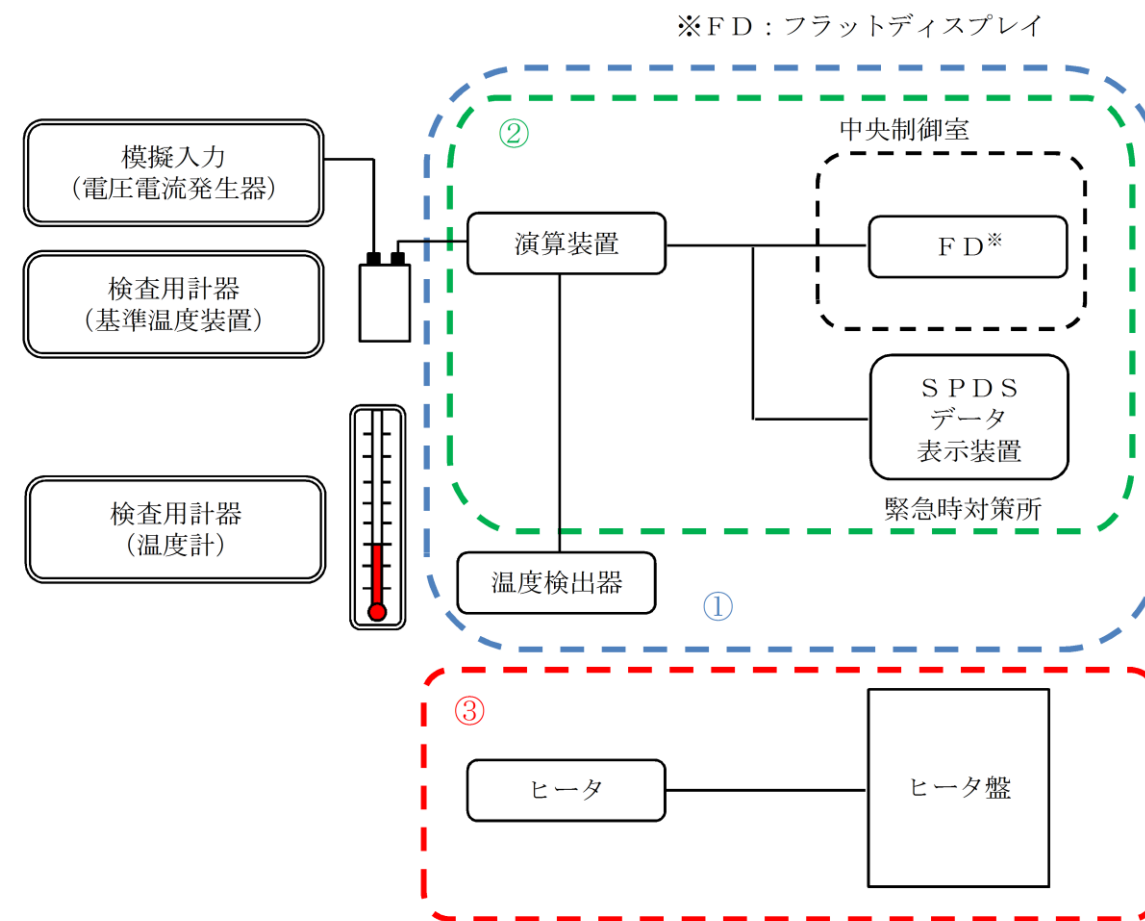 ※ＦＤ：フラットディスプレイ
②
中央制御室
模擬入力
（電圧電流発生器）
演算装置
ＦＤ※
検査用計器
（基準温度装置）
ＳＰＤＳ
データ
表示装置
緊急時対策所
検査用計器
（温度計）
温度検出器
①
③
ヒータ
ヒータ盤